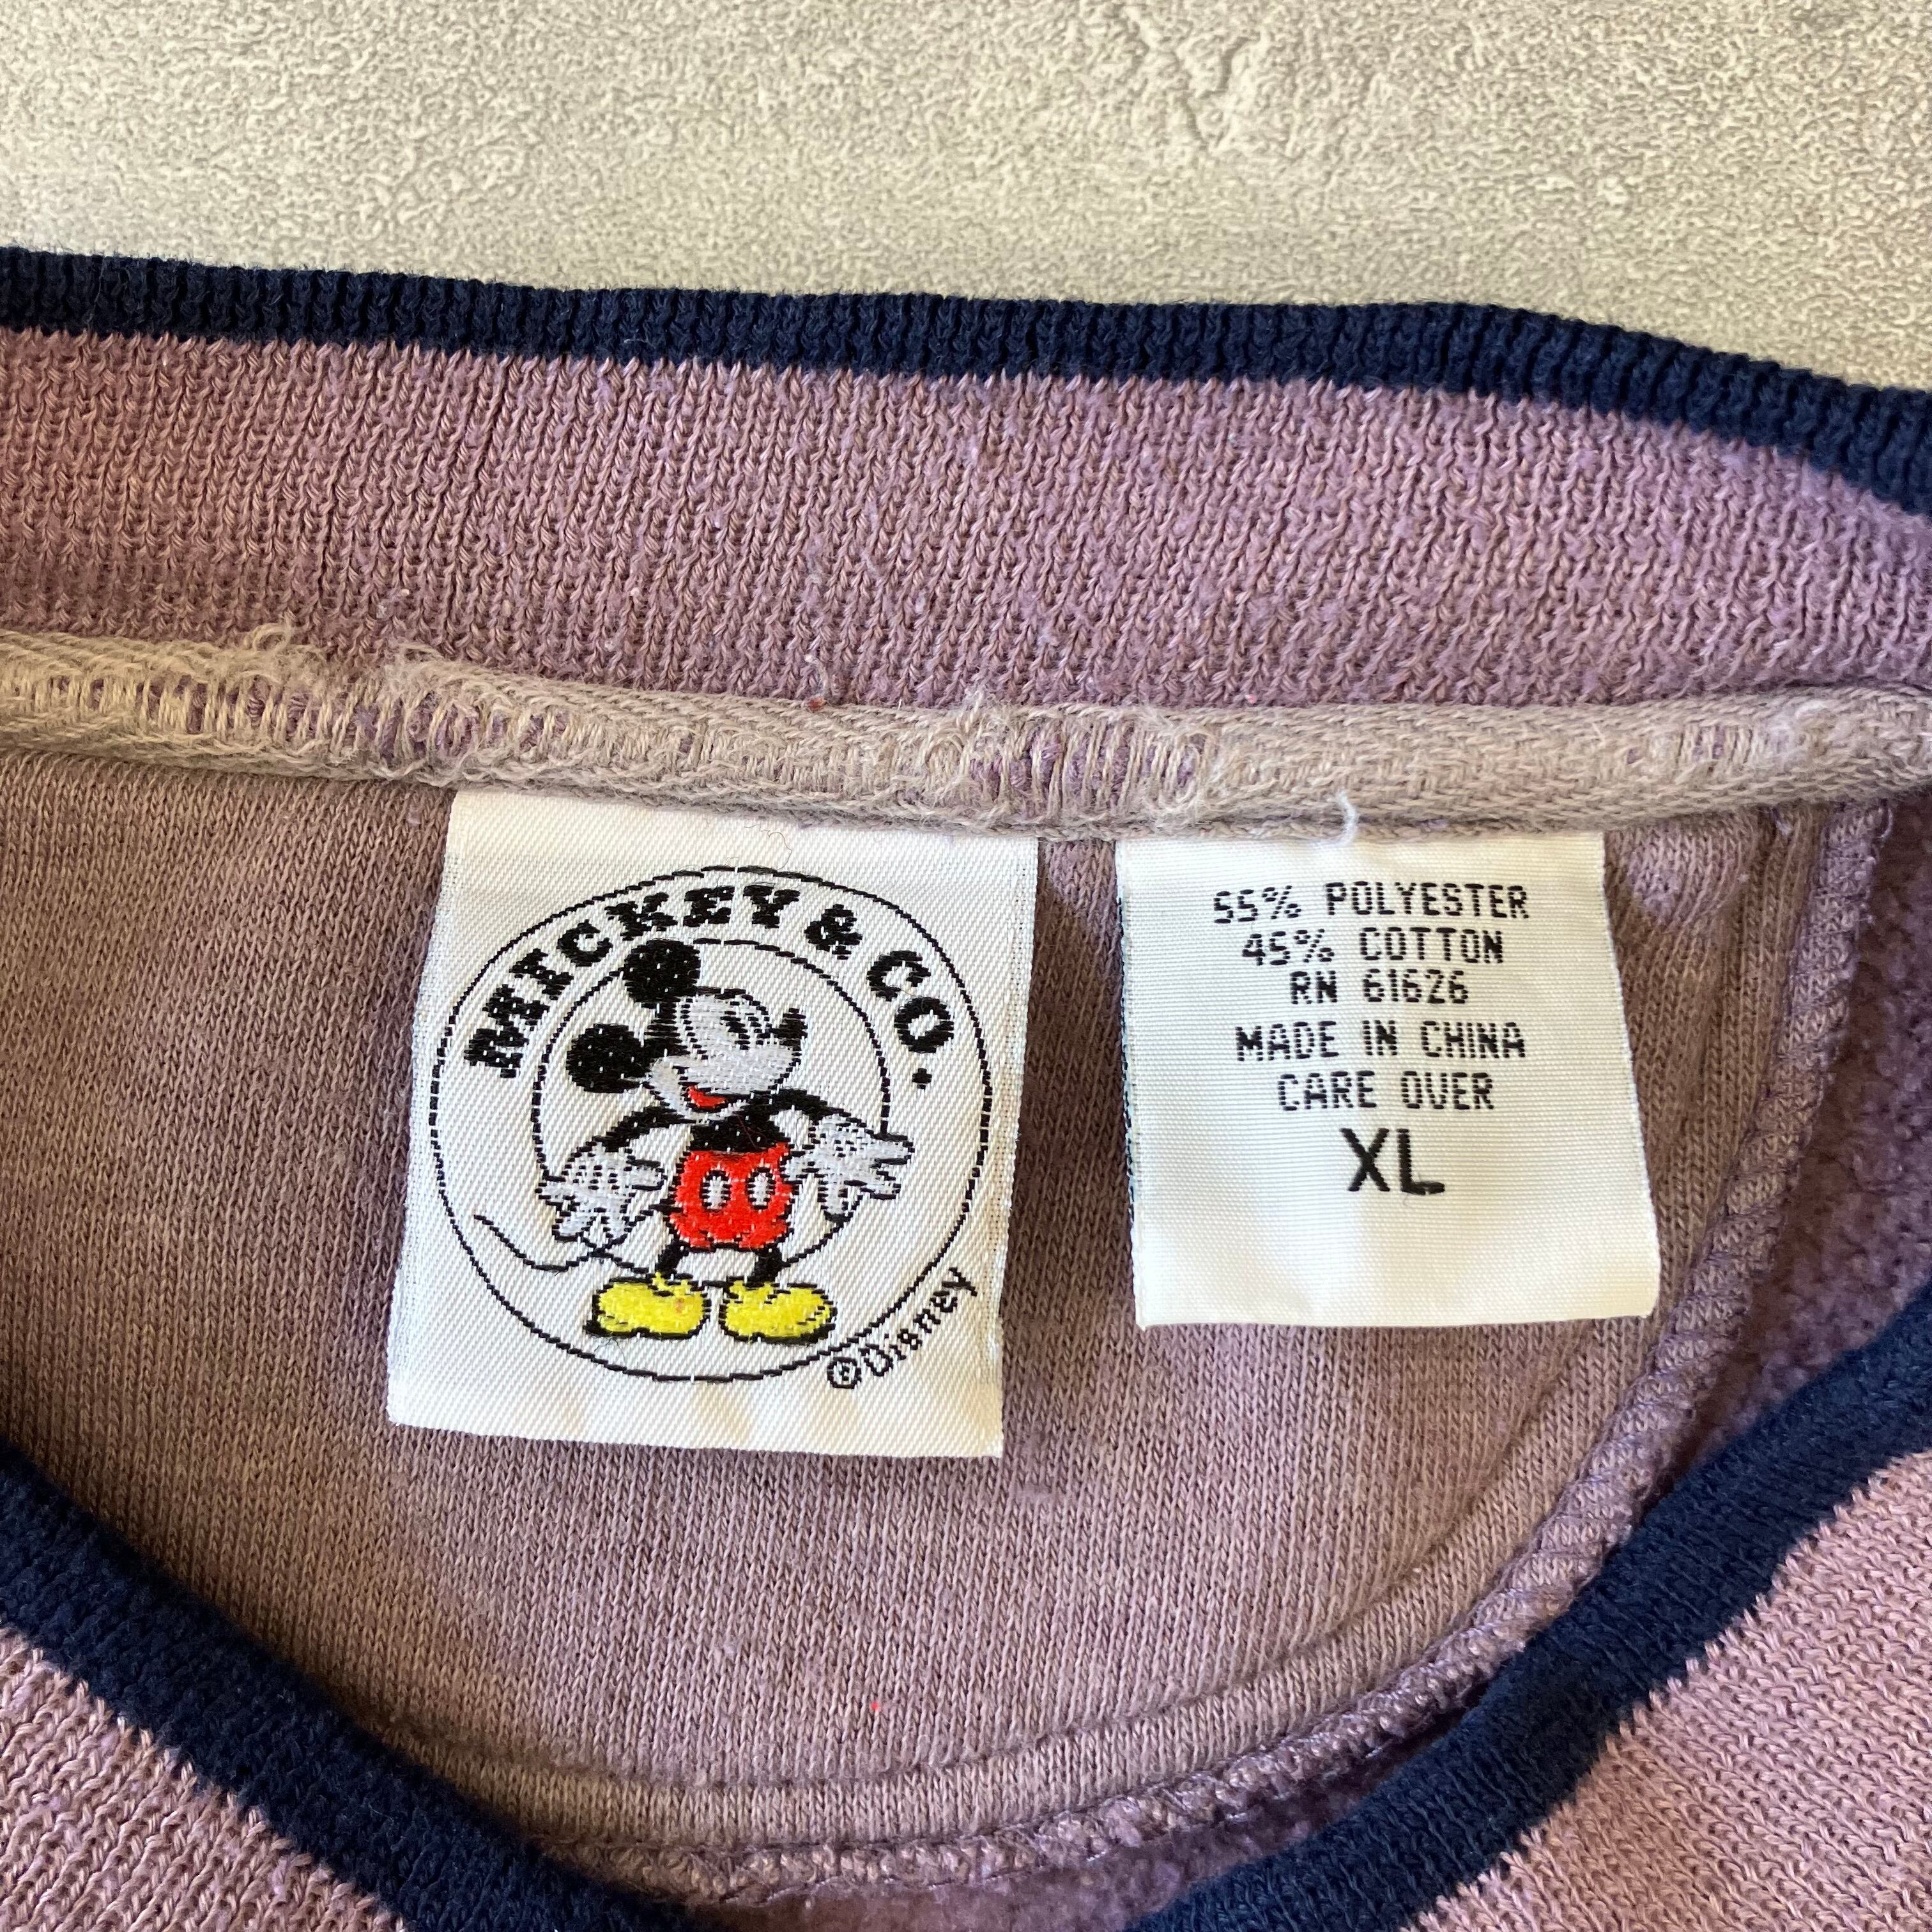 MICKEY & CO.
©Disney
55% POLYESTER
45% COTTON
RN 61626
MADE IN CHINA
CARE OVER
XL